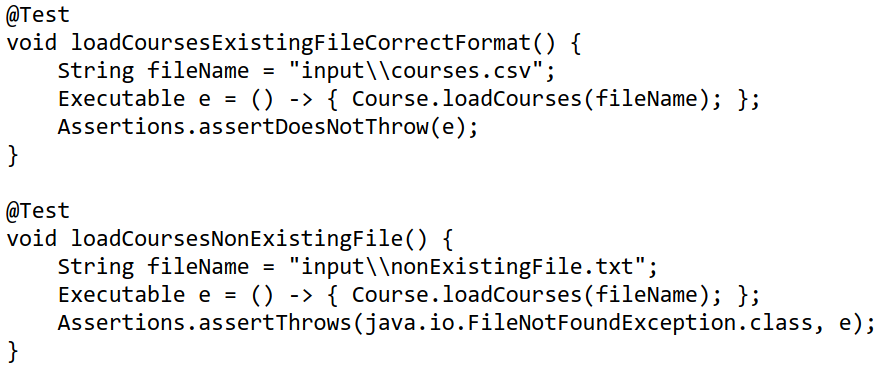 @Test
void loadCoursesExistingFileCorrectFormat() {
    String fileName = "input\\courses.csv";
    Executable e = () -> { Course.loadCourses(fileName); };
    Assertions.assertDoesNotThrow(e);
}

@Test
void loadCoursesNonExistingFile() {
    String fileName = "input\\nonExistingFile.txt";
    Executable e = () -> { Course.loadCourses(fileName); };
    Assertions.assertThrows(java.io.FileNotFoundException.class, e);
}